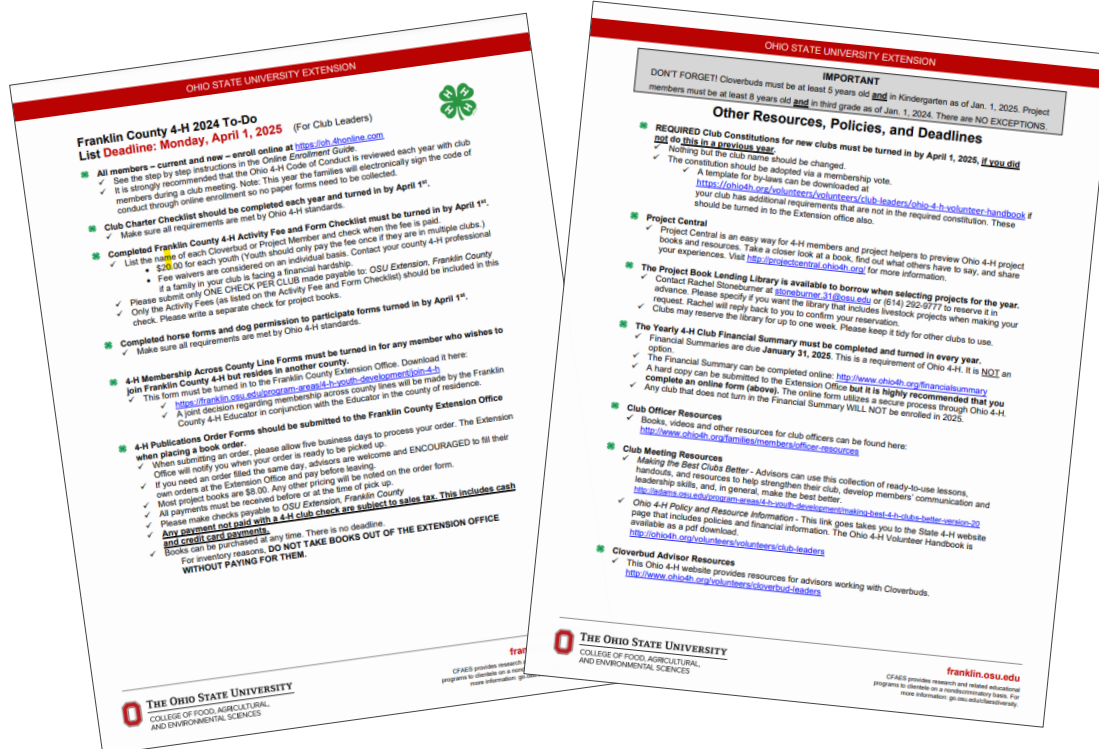 OHIO STATE UNIVERSITY EXTENSION
Franklin County 4-H 2024 To-Do
List Deadline: Monday, April 1, 2025 (For Club Leaders)
All members – current and new – enroll online at https://oh.4honline.com
See the step by step instructions in the Online Enrollment Guide.
It is strongly recommended that the Ohio 4-H Code of Conduct is reviewed each year with club
members during a club meeting. Note: This year the families will electronically sign the code of
conduct through online enrollment so no paper forms need to be collected.
Club Charter Checklist should be completed each year and turned in by April 1st.
Make sure all requirements are met by Ohio 4-H standards.
Completed Franklin County 4-H Activity Fee and Form Checklist must be turned in by April 1st.
List the name of each Cloverbud or Project Member and check when the fee is paid.
$20.00 for each youth (Youth should only pay the fee once if they are in multiple clubs.)
Fee waivers are considered on an individual basis. Contact your county 4-H professional
if a family in your club is facing a financial hardship.
Please submit only ONE CHECK PER CLUB made payable to: OSU Extension, Franklin County
Only the Activity Fees (as listed on the Activity Fee and Form Checklist) should be included in this
check. Please write a separate check for project books.
Completed horse forms and dog permission to participate forms turned in by April 1st.
Make sure all requirements are met by Ohio 4-H standards.
4-H Membership Across County Line Forms must be turned in for any member who wishes to
join Franklin County 4-H but resides in another county.
This form must be turned in to the Franklin County Extension Office. Download it here:
https://franklin.osu.edu/program-areas/4-h-youth-development/join-4-h
A joint decision regarding membership across county lines will be made by the Franklin
County 4-H Educator in conjunction with the Educator in the county of residence.
4-H Publications Order Forms should be submitted to the Franklin County Extension Office
when placing a book order.
When submitting an order, please allow five business days to process your order. The Extension
Office will notify you when your order is ready to be picked up.
If you need an order filled the same day, advisors are welcome and ENCOURAGED to fill their
own orders at the Extension Office and pay before leaving.
Most project books are $8.00. Any other pricing will be noted on the order form.
All payments must be received before or at the time of pick up.
Please make checks payable to OSU Extension, Franklin County
Any payment not paid with a 4-H club check are subject to sales tax. This includes cash
and credit card payments.
Books can be purchased at any time. There is no deadline.
For inventory reasons, DO NOT TAKE BOOKS OUT OF THE EXTENSION OFFICE
WITHOUT PAYING FOR THEM.
THE OHIO STATE UNIVERSITY
COLLEGE OF FOOD, AGRICULTURAL,
AND ENVIRONMENTAL SCIENCES
CFAES provides research
programs to clientele on a
more information:
OHIO STATE UNIVERSITY EXTENSION
IMPORTANT
DON'T FORGET! Cloverbuds must be at least 5 years old and in Kindergarten as of Jan. 1, 2025. Project
members must be at least 8 years old and in third grade as of Jan. 1, 2024. There are NO EXCEPTIONS.
Other Resources, Policies, and Deadlines
REQUIRED Club Constitutions for new clubs must be turned in by April 1, 2025, if you did
not do this in a previous year.
Nothing but the club name should be changed.
The constitution should be adopted via a membership vote.
A template for by-laws can be downloaded at
https://ohio4h.org/volunteers/volunteers/club-leaders/ohio-4-h-volunteer-handbook if
your club has additional requirements that are not in the required constitution. These
should be turned in to the Extension office also.
Project Central
Project Central is an easy way for 4-H members and project helpers to preview Ohio 4-H project
books and resources. Take a closer look at a book, find out what others have to say, and share
your experiences. Visit http://projectcentral.ohio4h.org/ for more information.
The Project Book Lending Library is available to borrow when selecting projects for the year.
Contact Rachel Stoneburner at stoneburner.31@osu.edu or (614) 292-9777 to reserve it in
advance. Please specify if you want the library that includes livestock projects when making your
request. Rachel will reply back to you to confirm your reservation.
Clubs may reserve the library for up to one week. Please keep it tidy for other clubs to use.
The Yearly 4-H Club Financial Summary must be completed and turned in every year.
Financial Summaries are due January 31, 2025. This is a requirement of Ohio 4-H. It is NOT an
option.
The Financial Summary can be completed online: http://www.ohio4h.org/financialsummary
A hard copy can be submitted to the Extension Office but it is highly recommended that you
complete an online form (above). The online form utilizes a secure process through Ohio 4-H.
Any club that does not turn in the Financial Summary WILL NOT be enrolled in 2025.
Club Officer Resources
Books, videos and other resources for club officers can be found here:
http://www.ohio4h.org/families/members/officer-resources
Club Meeting Resources
Making the Best Clubs Better - Advisors can use this collection of ready-to-use lessons,
handouts, and resources to help strengthen their club, develop members' communication and
leadership skills, and, in general, make the best better.
http://adams.osu.edu/program-areas/4-h-youth-development/making-best-4-h-clubs-better-version-20
Ohio 4-H Policy and Resource Information - This link goes takes you to the State 4-H website
page that includes policies and financial information. The Ohio 4-H Volunteer Handbook is
available as a pdf download.
http://ohio4h.org/volunteers/volunteers/club-leaders
Cloverbud Advisor Resources
This Ohio 4-H website provides resources for advisors working with Cloverbuds.
http://www.ohio4h.org/volunteers/cloverbud-leaders
THE OHIO STATE UNIVERSITY
COLLEGE OF FOOD, AGRICULTURAL,
AND ENVIRONMENTAL SCIENCES
franklin.osu.edu
CFAES provides research and related educational
programs to clientele on a nondiscriminatory basis. For
more information: go.osu.edu/cfaesdiversity.